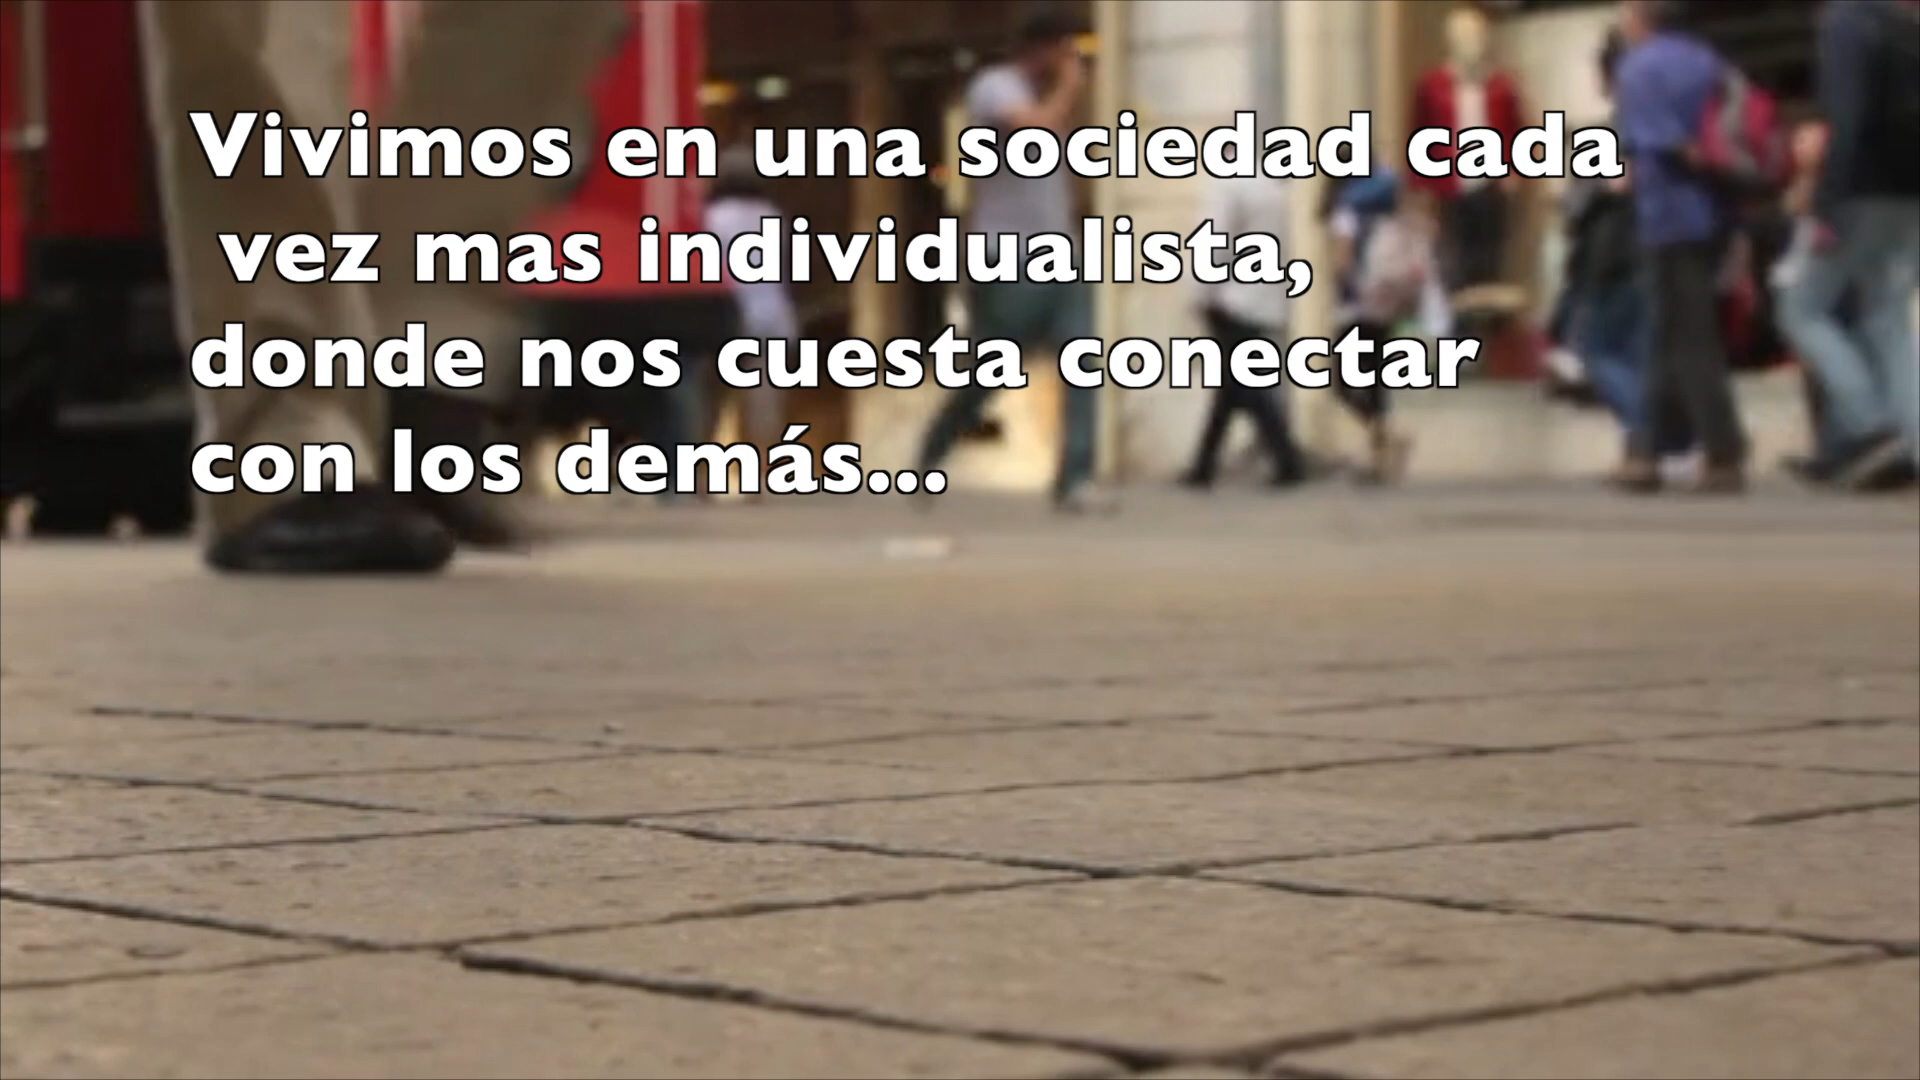 Vivimos en una sociedad cada
vez mas individualista,
donde nos cuesta conectar
con los demás...